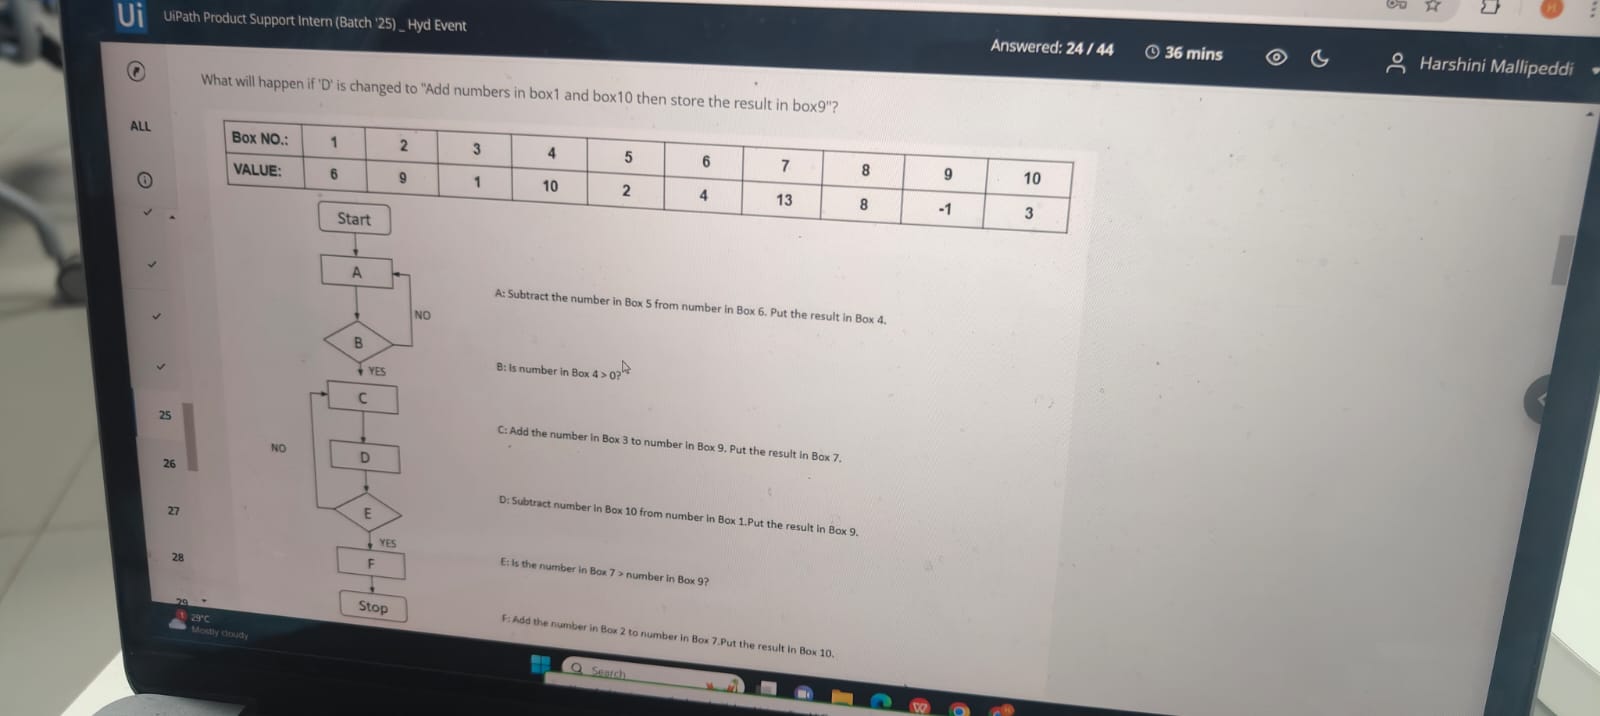 Ui UiPath Product Support Intern (Batch '25) _ Hyd Event
Answered: 24 / 44
36 mins
Harshini Mallipeddi
What will happen if 'D' is changed to "Add numbers in box1 and box10 then store the result in box9"?
ALL
Box NO.: 1 2 3 4 5 6 7 8 9 10
VALUE: 6 9 1 10 2 4 13 8 -1 3
Start
A
A: Subtract the number in Box 5 from number in Box 6. Put the result in Box 4.
NO
B
B: Is number in Box 4 > 0?
YES
C
C: Add the number in Box 3 to number in Box 9. Put the result in Box 7.
25
NO
D
26
D: Subtract number in Box 10 from number in Box 1.Put the result in Box 9.
E
27
YES
E: Is the number in Box 7 > number in Box 9?
F
28
Stop
F: Add the number in Box 2 to number in Box 7.Put the result in Box 10.
29
1
29°C
Mostly cloudy
Search